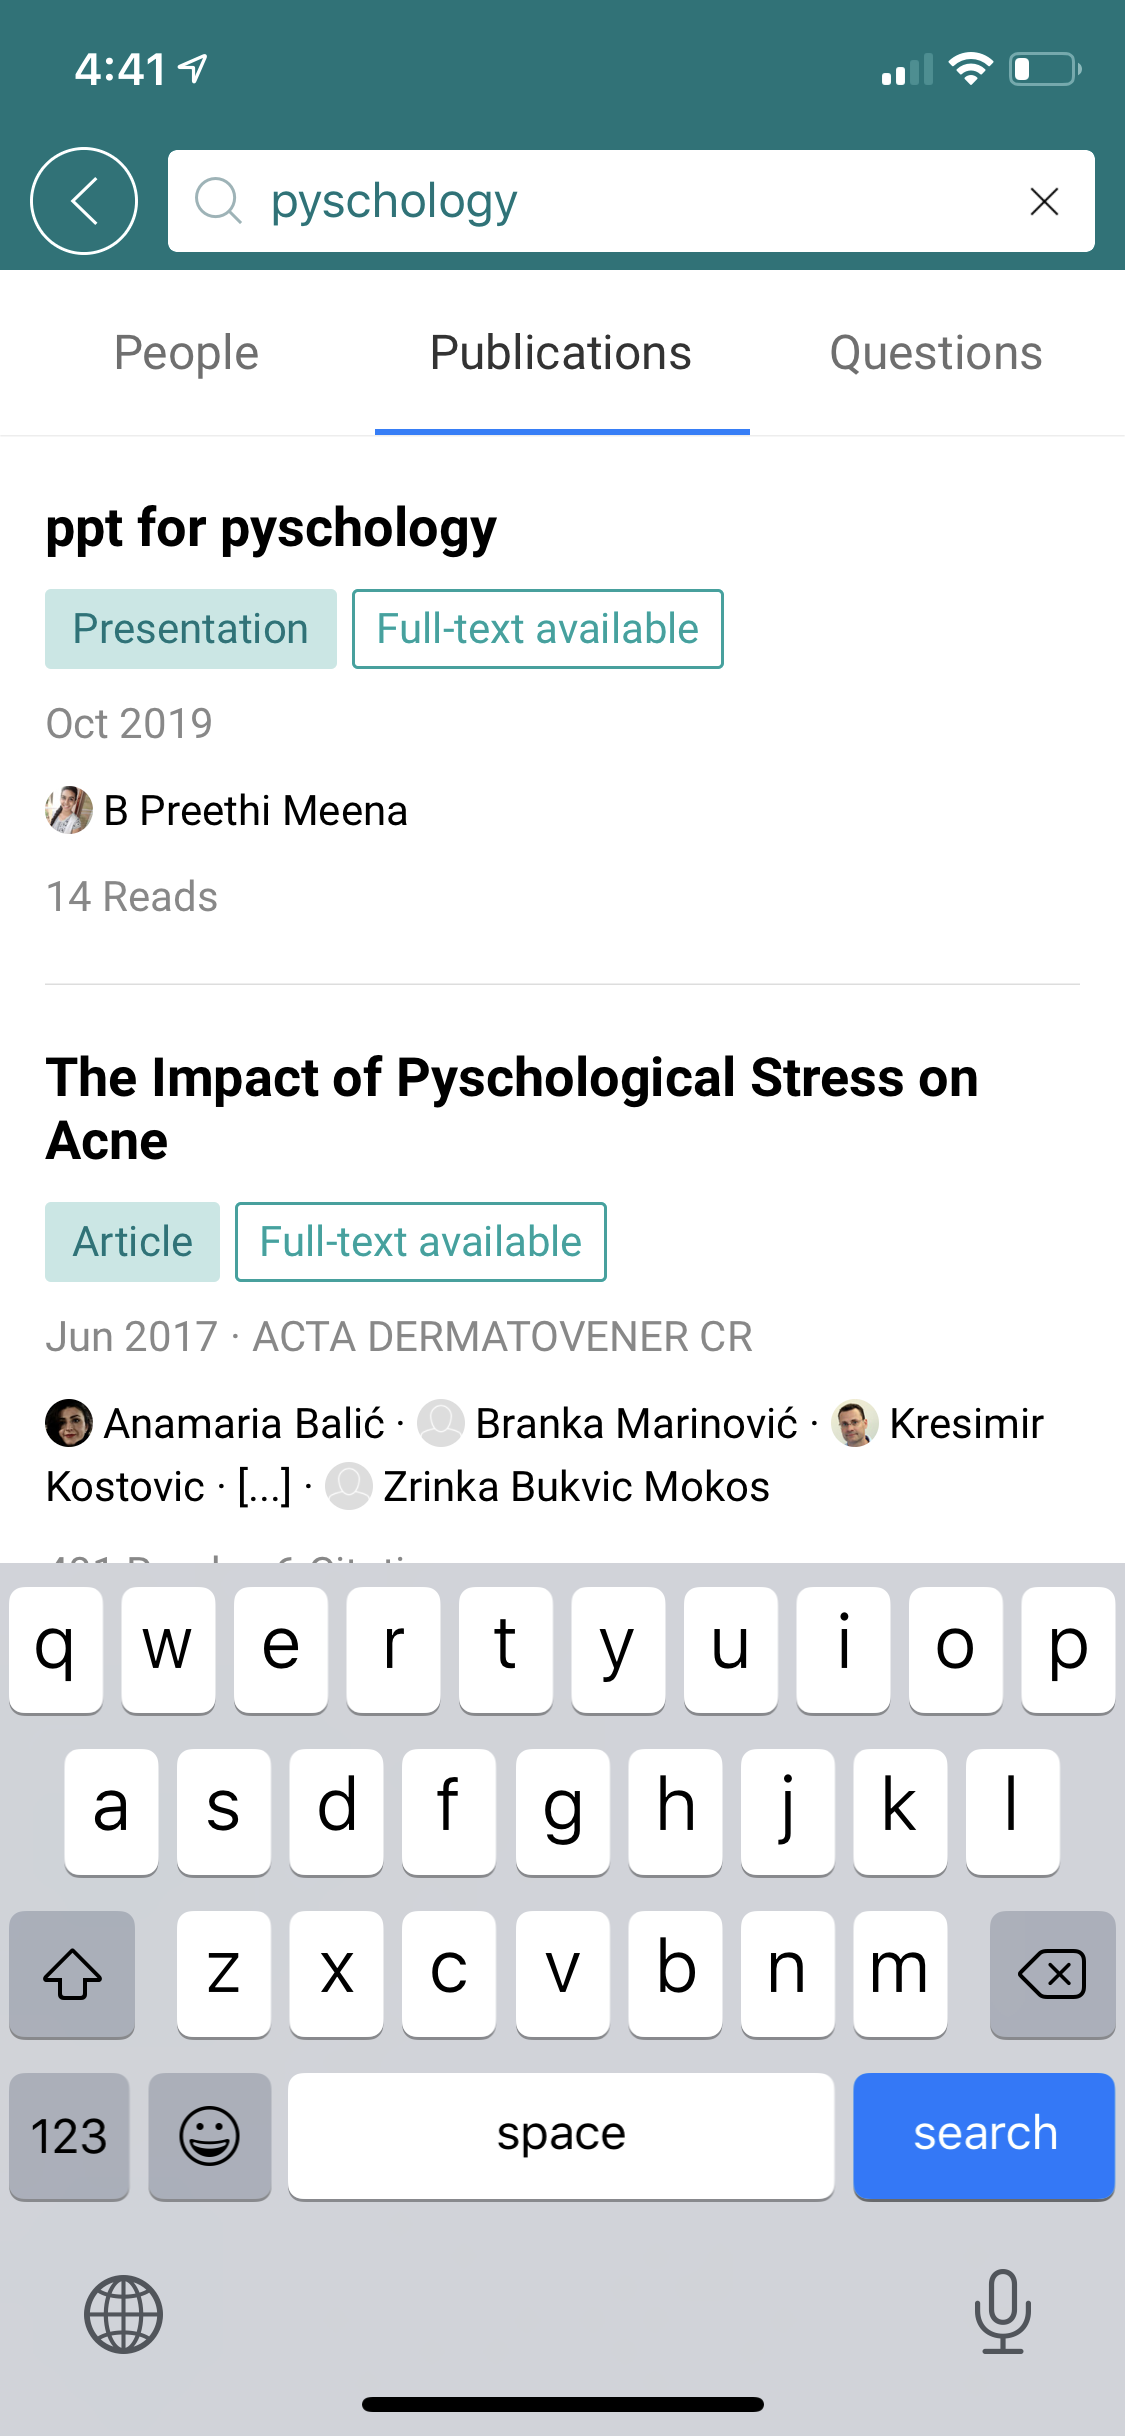 4:41
pyschology
People Publications Questions
ppt for pyschology
Presentation Full-text available
Oct 2019
B Preethi Meena
14 Reads
The Impact of Pyschological Stress on
Acne
Article Full-text available
Jun 2017 · ACTA DERMATOVENER CR
Anamaria Balić · Branka Marinović · Kresimir
Kostovic · [...] · Zrinka Bukvic Mokos
q w e r t y u i o p
a s d f g h j k l
z x c v b n m
123 space search